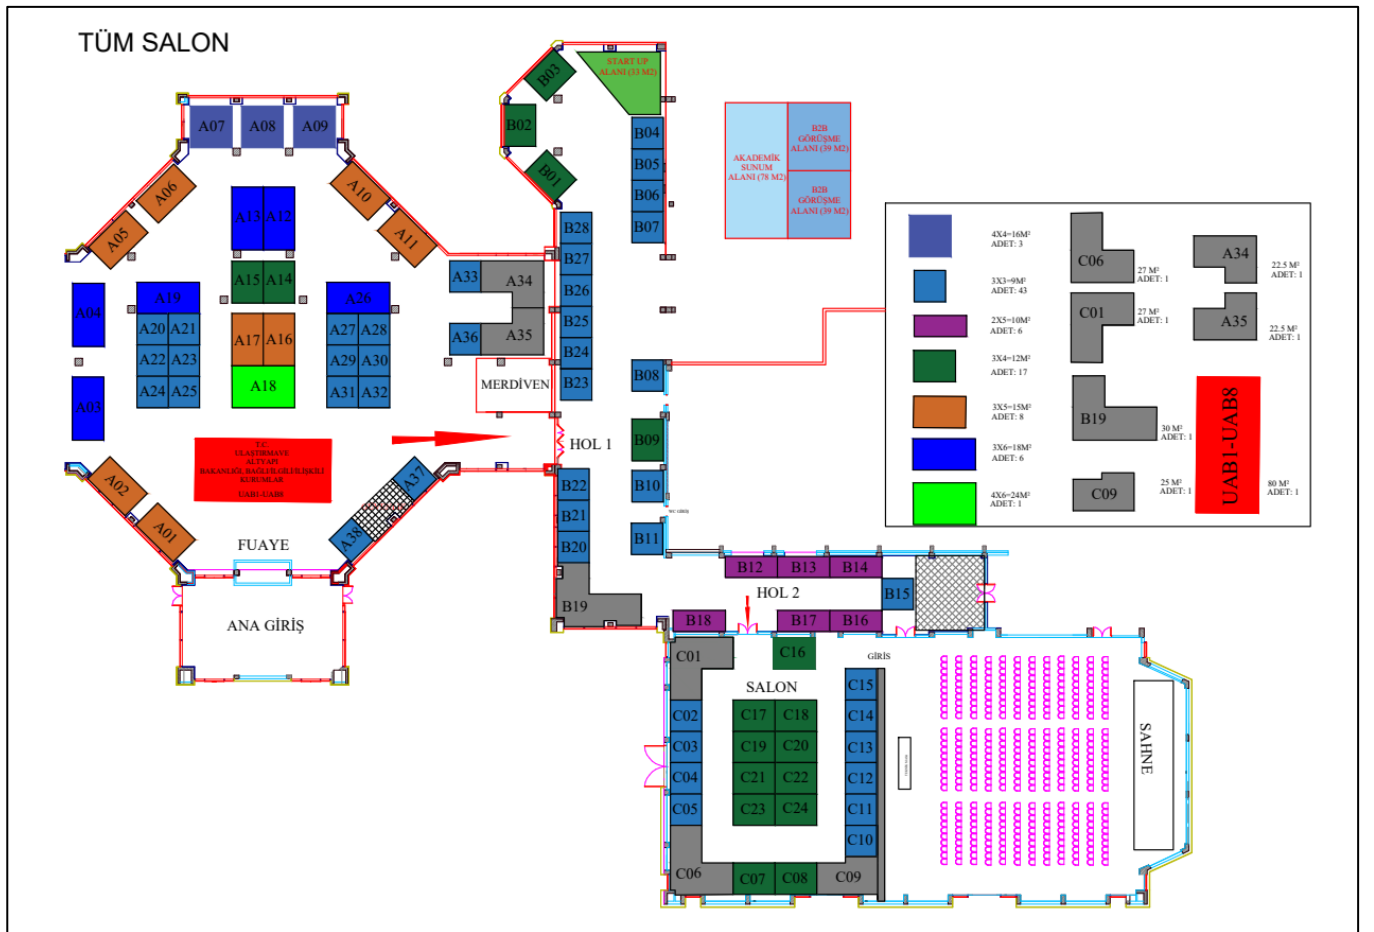 TÜM SALON
A07
A08
A09
A06
A05
A10
A11
A13
A12
A15
A14
A17
A16
A18
A19
A20
A21
A22
A23
A24
A25
A26
A27
A28
A29
A30
A31
A32
A04
A03
A02
A01
A33
A34
A35
A36
A37
A38
MERDİVEN
T.C.
ULAŞTIRMA VE
ALTYAPI
BAKANLIĞI, BAĞLI/İLGİLİ/İLİŞKİLİ
KURUMLAR
UAB1-UAB8
FUAYE
ANA GİRİŞ
B03
B02
B01
START UP
ALANI (33 M2)
B04
B05
B06
B07
B28
B27
B26
B25
B24
B23
B08
HOL 1
B09
B10
B11
B22
B21
B20
B19
AKADEMİK
SUNUM
ALANI (78 M2)
B2B
GÖRÜŞME
ALANI (39 M2)
B2B
GÖRÜŞME
ALANI (39 M2)
WC GİRİŞ
B12
B13
B14
HOL 2
B15
B18
B17
B16
C01
C16
GİRİS
SALON
C02
C03
C04
C05
C06
C17
C18
C19
C20
C21
C22
C23
C24
C15
C14
C13
C12
C11
C10
C07
C08
C09
SAHNE
4X4=16M²
ADET: 3
3X3=9M²
ADET: 43
2X5=10M²
ADET: 6
3X4=12M²
ADET: 17
3X5=15M²
ADET: 8
3X6=18M²
ADET: 6
4X6=24M²
ADET: 1
C06
27 M²
ADET: 1
C01
27 M²
ADET: 1
B19
30 M²
ADET: 1
C09
25 M²
ADET: 1
A34
22.5 M²
ADET: 1
A35
22.5 M²
ADET: 1
UAB1-UAB8
80 M²
ADET: 1